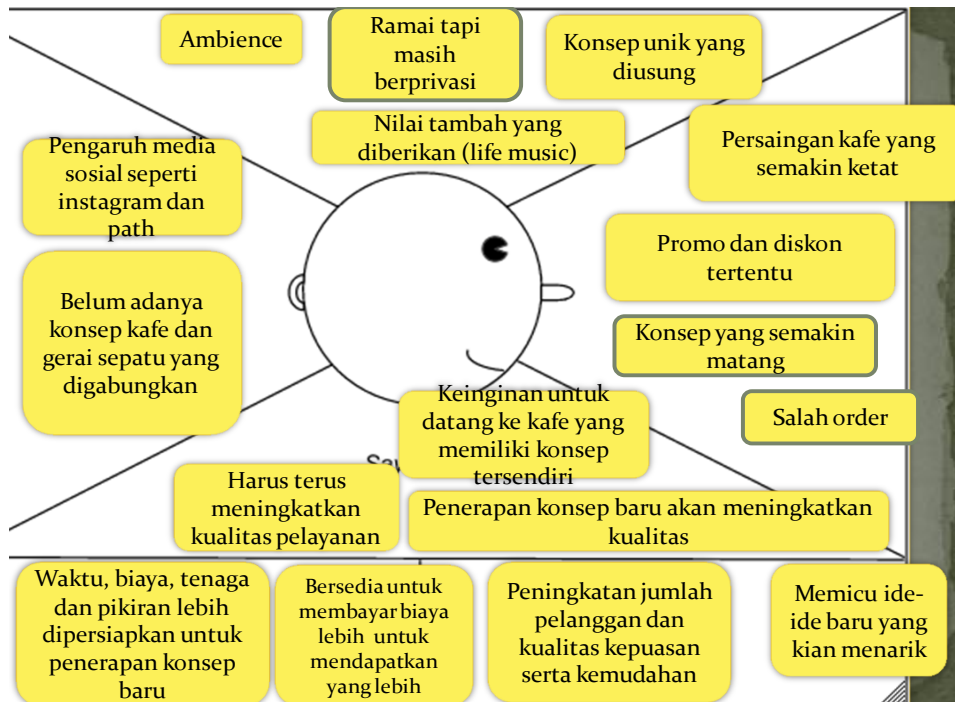 Ambience
Ramai tapi
masih
berprivasi
Konsep unik yang
diusung
Nilai tambah yang
diberikan (life music)
Persaingan kafe yang
semakin ketat
Pengaruh media
sosial seperti
instagram dan
path
Promo dan diskon
tertentu
Belum adanya
konsep kafe dan
gerai sepatu yang
digabungkan
Konsep yang semakin
matang
Salah order
Keinginan untuk
datang ke kafe yang
memiliki konsep
tersendiri
Harus terus
meningkatkan
kualitas pelayanan
Penerapan konsep baru akan meningkatkan
kualitas
Waktu, biaya, tenaga
dan pikiran lebih
dipersiapkan untuk
penerapan konsep
baru
Bersedia untuk
membayar biaya
lebih untuk
mendapatkan
yang lebih
Peningkatan jumlah
pelanggan dan
kualitas kepuasan
serta kemudahan
Memicu ide-
ide baru yang
kian menarik